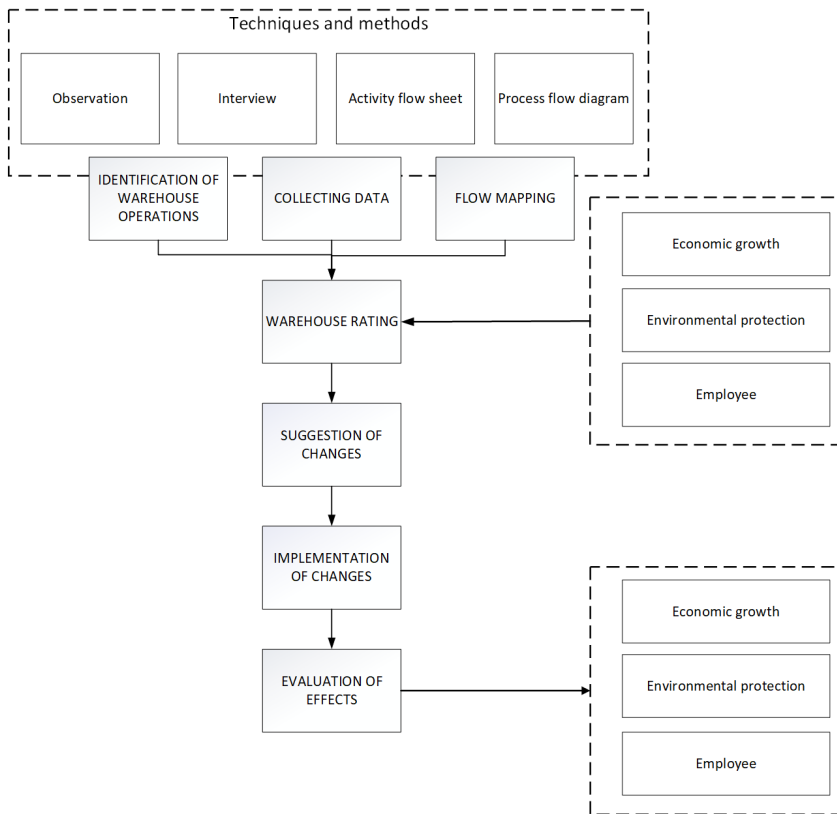 Techniques and methods
Observation
Interview
Activity flow sheet
Process flow diagram
IDENTIFICATION OF
WAREHOUSE
OPERATIONS
COLLECTING DATA
FLOW MAPPING
Economic growth
Environmental protection
Employee
WAREHOUSE RATING
SUGGESTION OF
CHANGES
IMPLEMENTATION
OF CHANGES
EVALUATION OF
EFFECTS
Economic growth
Environmental protection
Employee